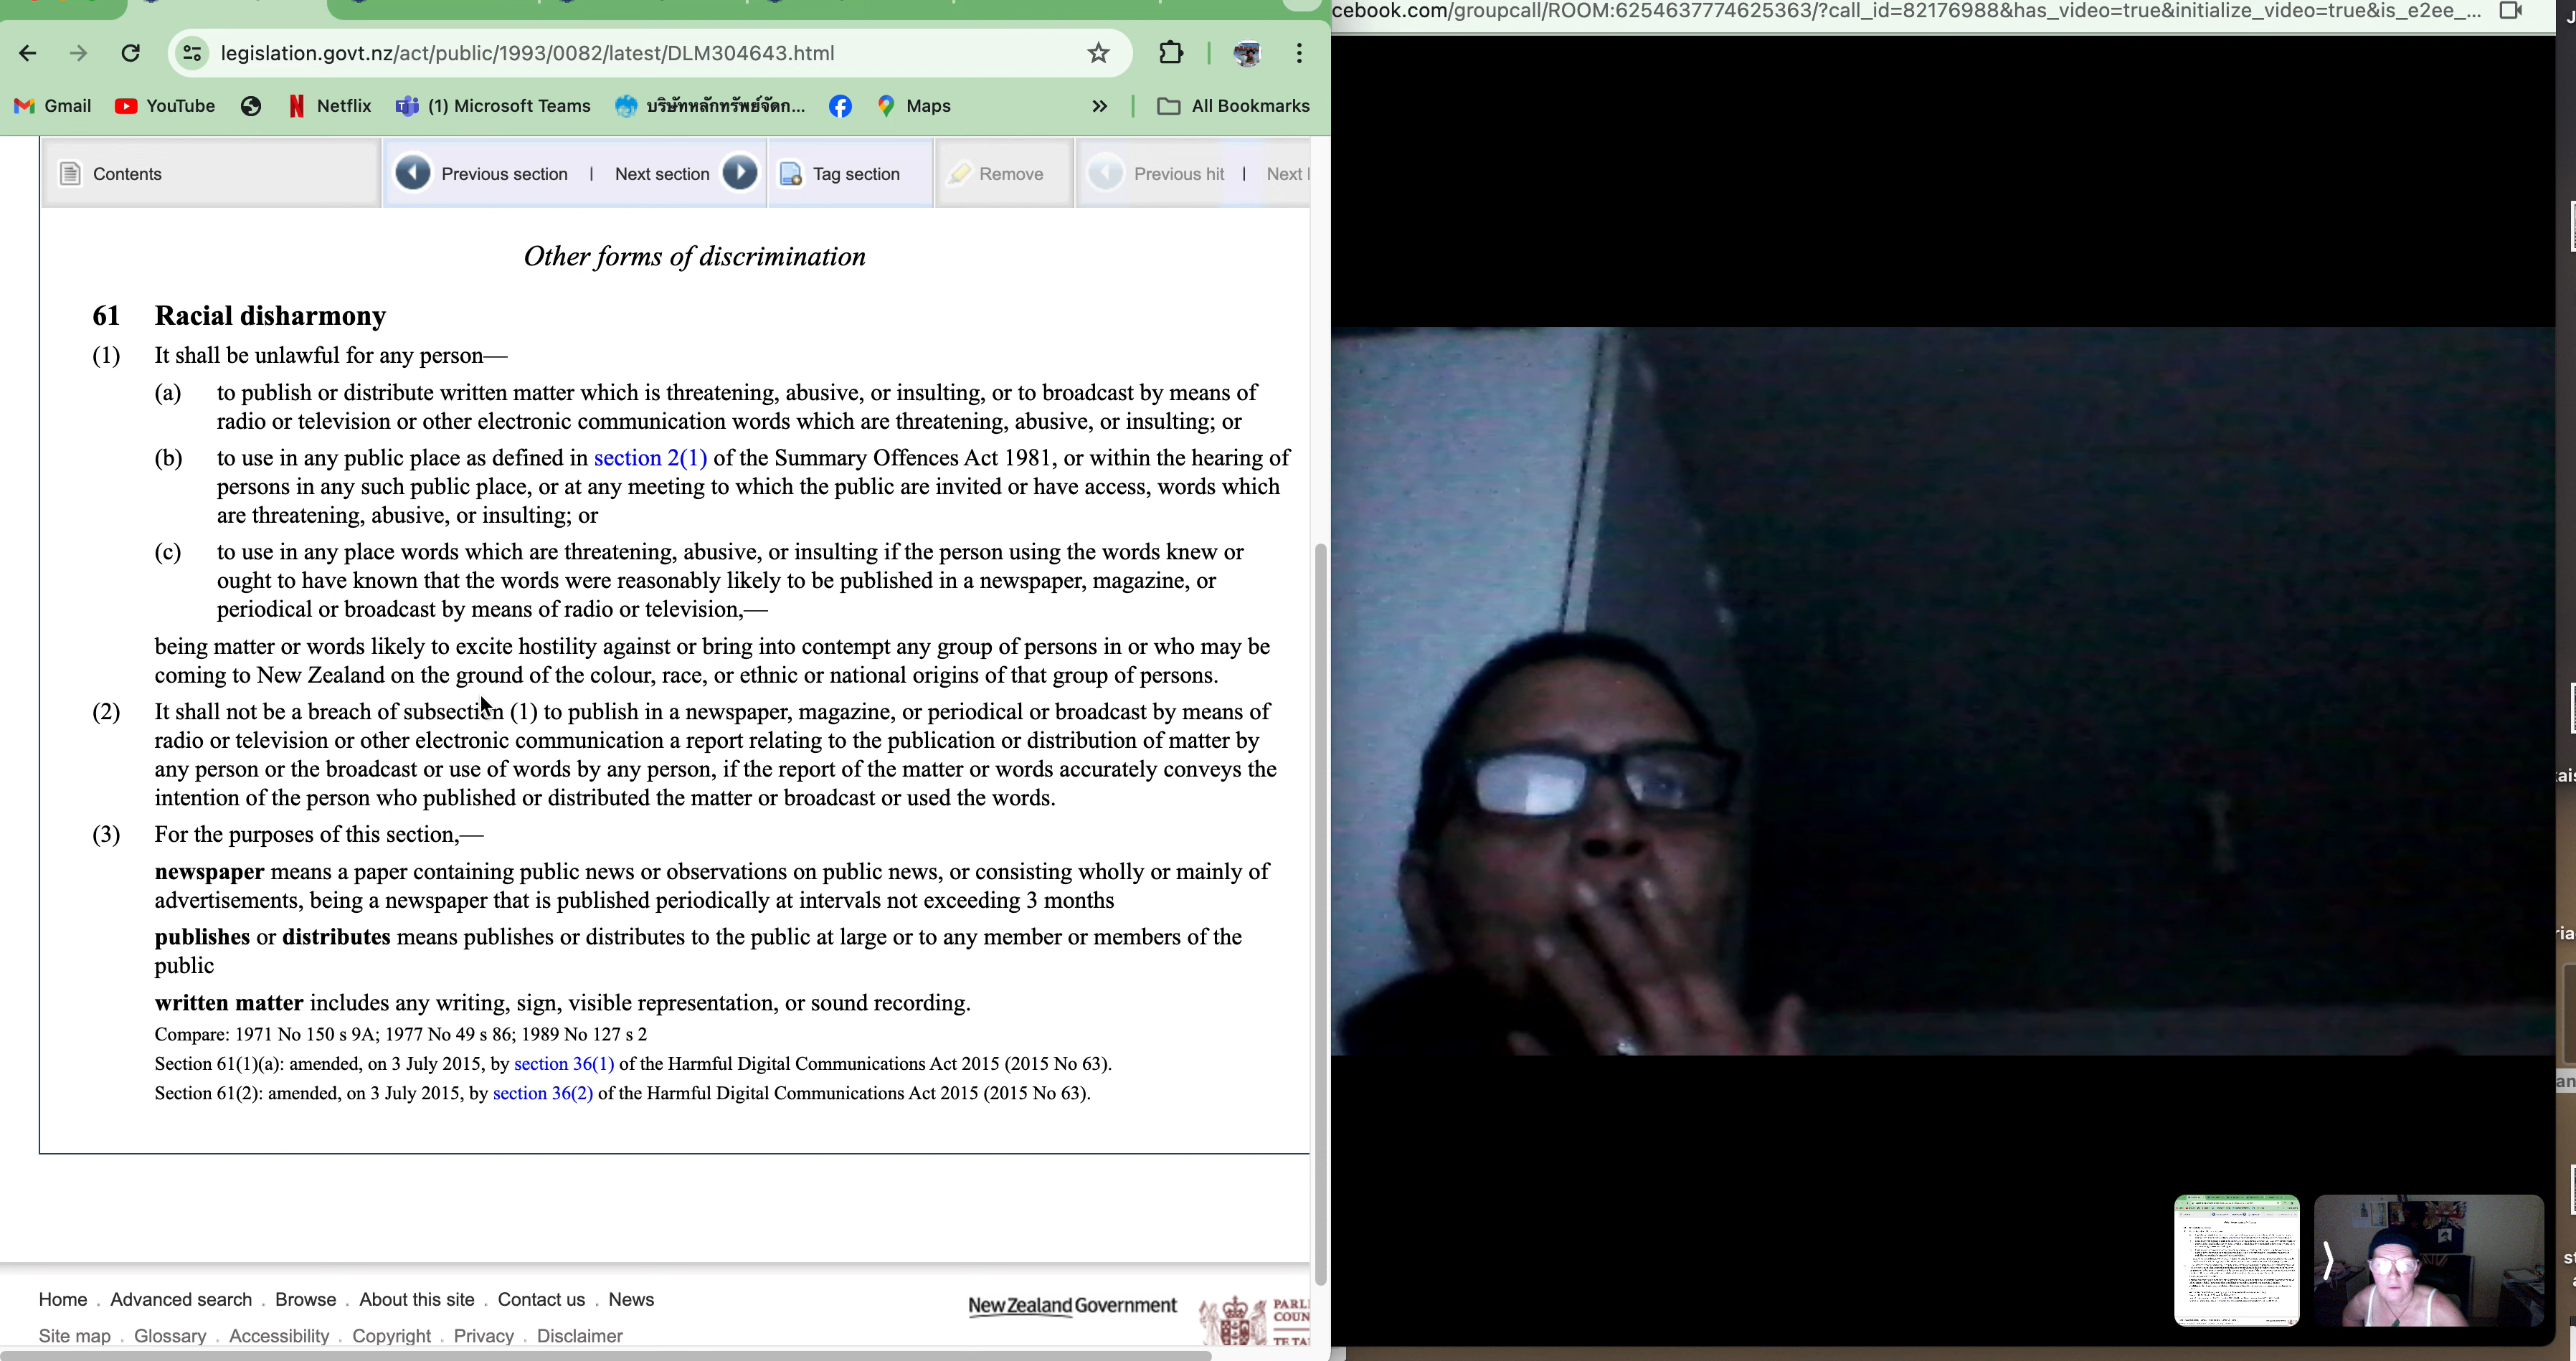 legislation.govt.nz/act/public/1993/0082/latest/DLM304643.html
Gmail YouTube Netflix (1) Microsoft Teams บริษัทหลักทรัพย์จัดก... Maps » All Bookmarks
Contents Previous section | Next section Tag section Remove Previous hit | Next
Other forms of discrimination
61 Racial disharmony
(1) It shall be unlawful for any person—
(a) to publish or distribute written matter which is threatening, abusive, or insulting, or to broadcast by means of
radio or television or other electronic communication words which are threatening, abusive, or insulting; or
(b) to use in any public place as defined in section 2(1) of the Summary Offences Act 1981, or within the hearing of
persons in any such public place, or at any meeting to which the public are invited or have access, words which
are threatening, abusive, or insulting; or
(c) to use in any place words which are threatening, abusive, or insulting if the person using the words knew or
ought to have known that the words were reasonably likely to be published in a newspaper, magazine, or
periodical or broadcast by means of radio or television,—
being matter or words likely to excite hostility against or bring into contempt any group of persons in or who may be
coming to New Zealand on the ground of the colour, race, or ethnic or national origins of that group of persons.
(2) It shall not be a breach of subsection (1) to publish in a newspaper, magazine, or periodical or broadcast by means of
radio or television or other electronic communication a report relating to the publication or distribution of matter by
any person or the broadcast or use of words by any person, if the report of the matter or words accurately conveys the
intention of the person who published or distributed the matter or broadcast or used the words.
(3) For the purposes of this section,—
newspaper means a paper containing public news or observations on public news, or consisting wholly or mainly of
advertisements, being a newspaper that is published periodically at intervals not exceeding 3 months
publishes or distributes means publishes or distributes to the public at large or to any member or members of the
public
written matter includes any writing, sign, visible representation, or sound recording.
Compare: 1971 No 150 s 9A; 1977 No 49 s 86; 1989 No 127 s 2
Section 61(1)(a): amended, on 3 July 2015, by section 36(1) of the Harmful Digital Communications Act 2015 (2015 No 63).
Section 61(2): amended, on 3 July 2015, by section 36(2) of the Harmful Digital Communications Act 2015 (2015 No 63).
Home . Advanced search . Browse . About this site . Contact us . News
Site map . Glossary . Accessibility . Copyright . Privacy . Disclaimer
New Zealand Government
PARL
COUN
TE TA
cebook.com/groupcall/ROOM:6254637774625363/?call_id=82176988&has_video=true&initialize_video=true&is_e2ee_...